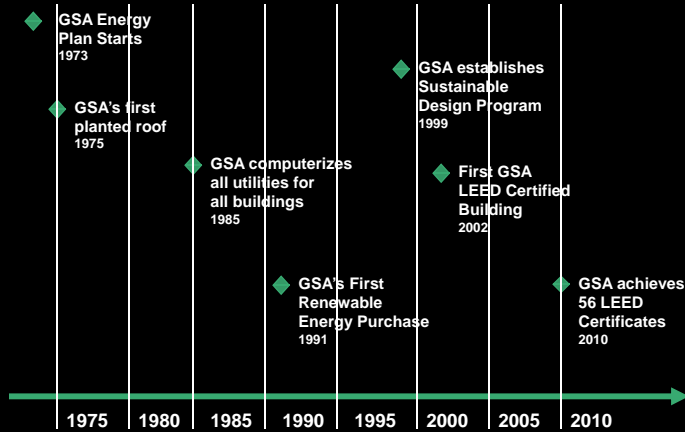 GSA Energy
Plan Starts
1973
GSA's first
planted roof
1975
GSA computerizes
all utilities for
all buildings
1985
GSA's First
Renewable
Energy Purchase
1991
GSA establishes
Sustainable
Design Program
1999
First GSA
LEED Certified
Building
2002
GSA achieves
56 LEED
Certificates
2010
1975 1980 1985 1990 1995 2000 2005 2010